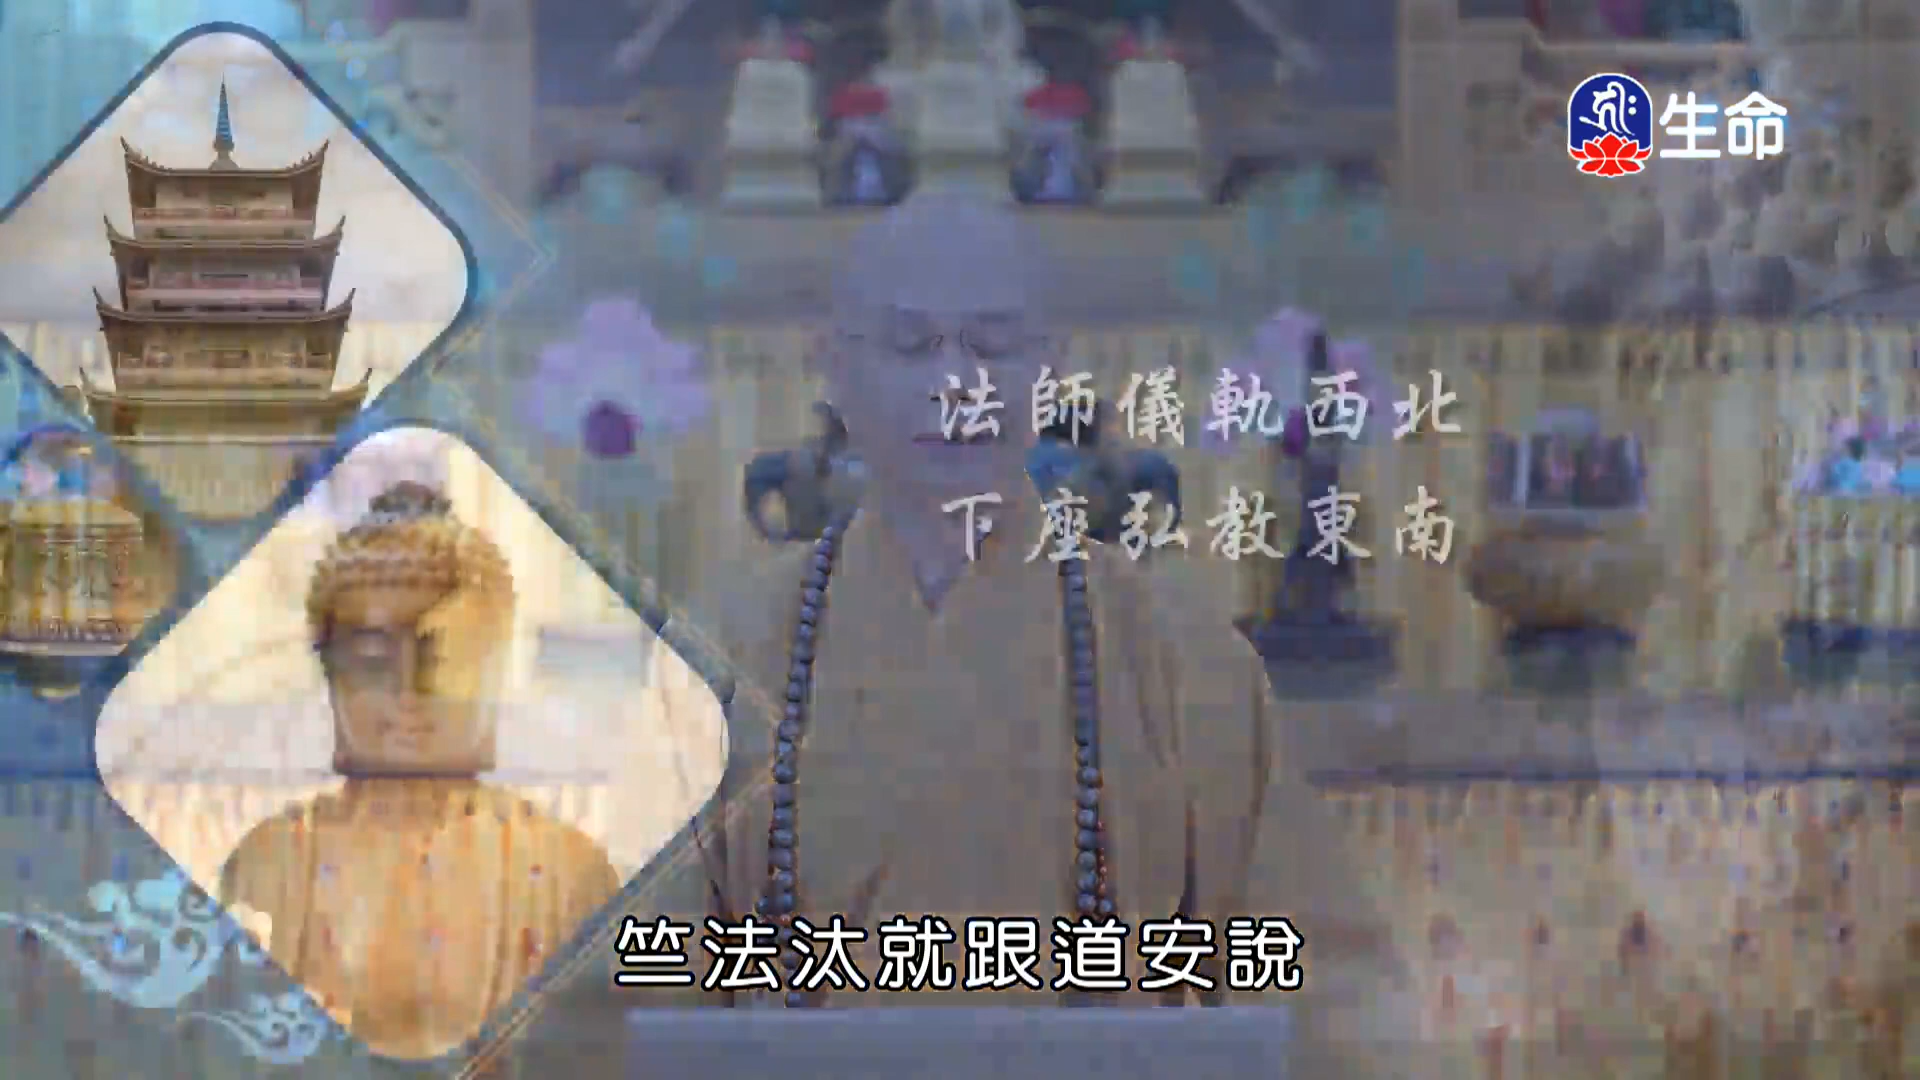 生命
法師儀軌西北
下座弘教東南
竺法汰就跟道安說